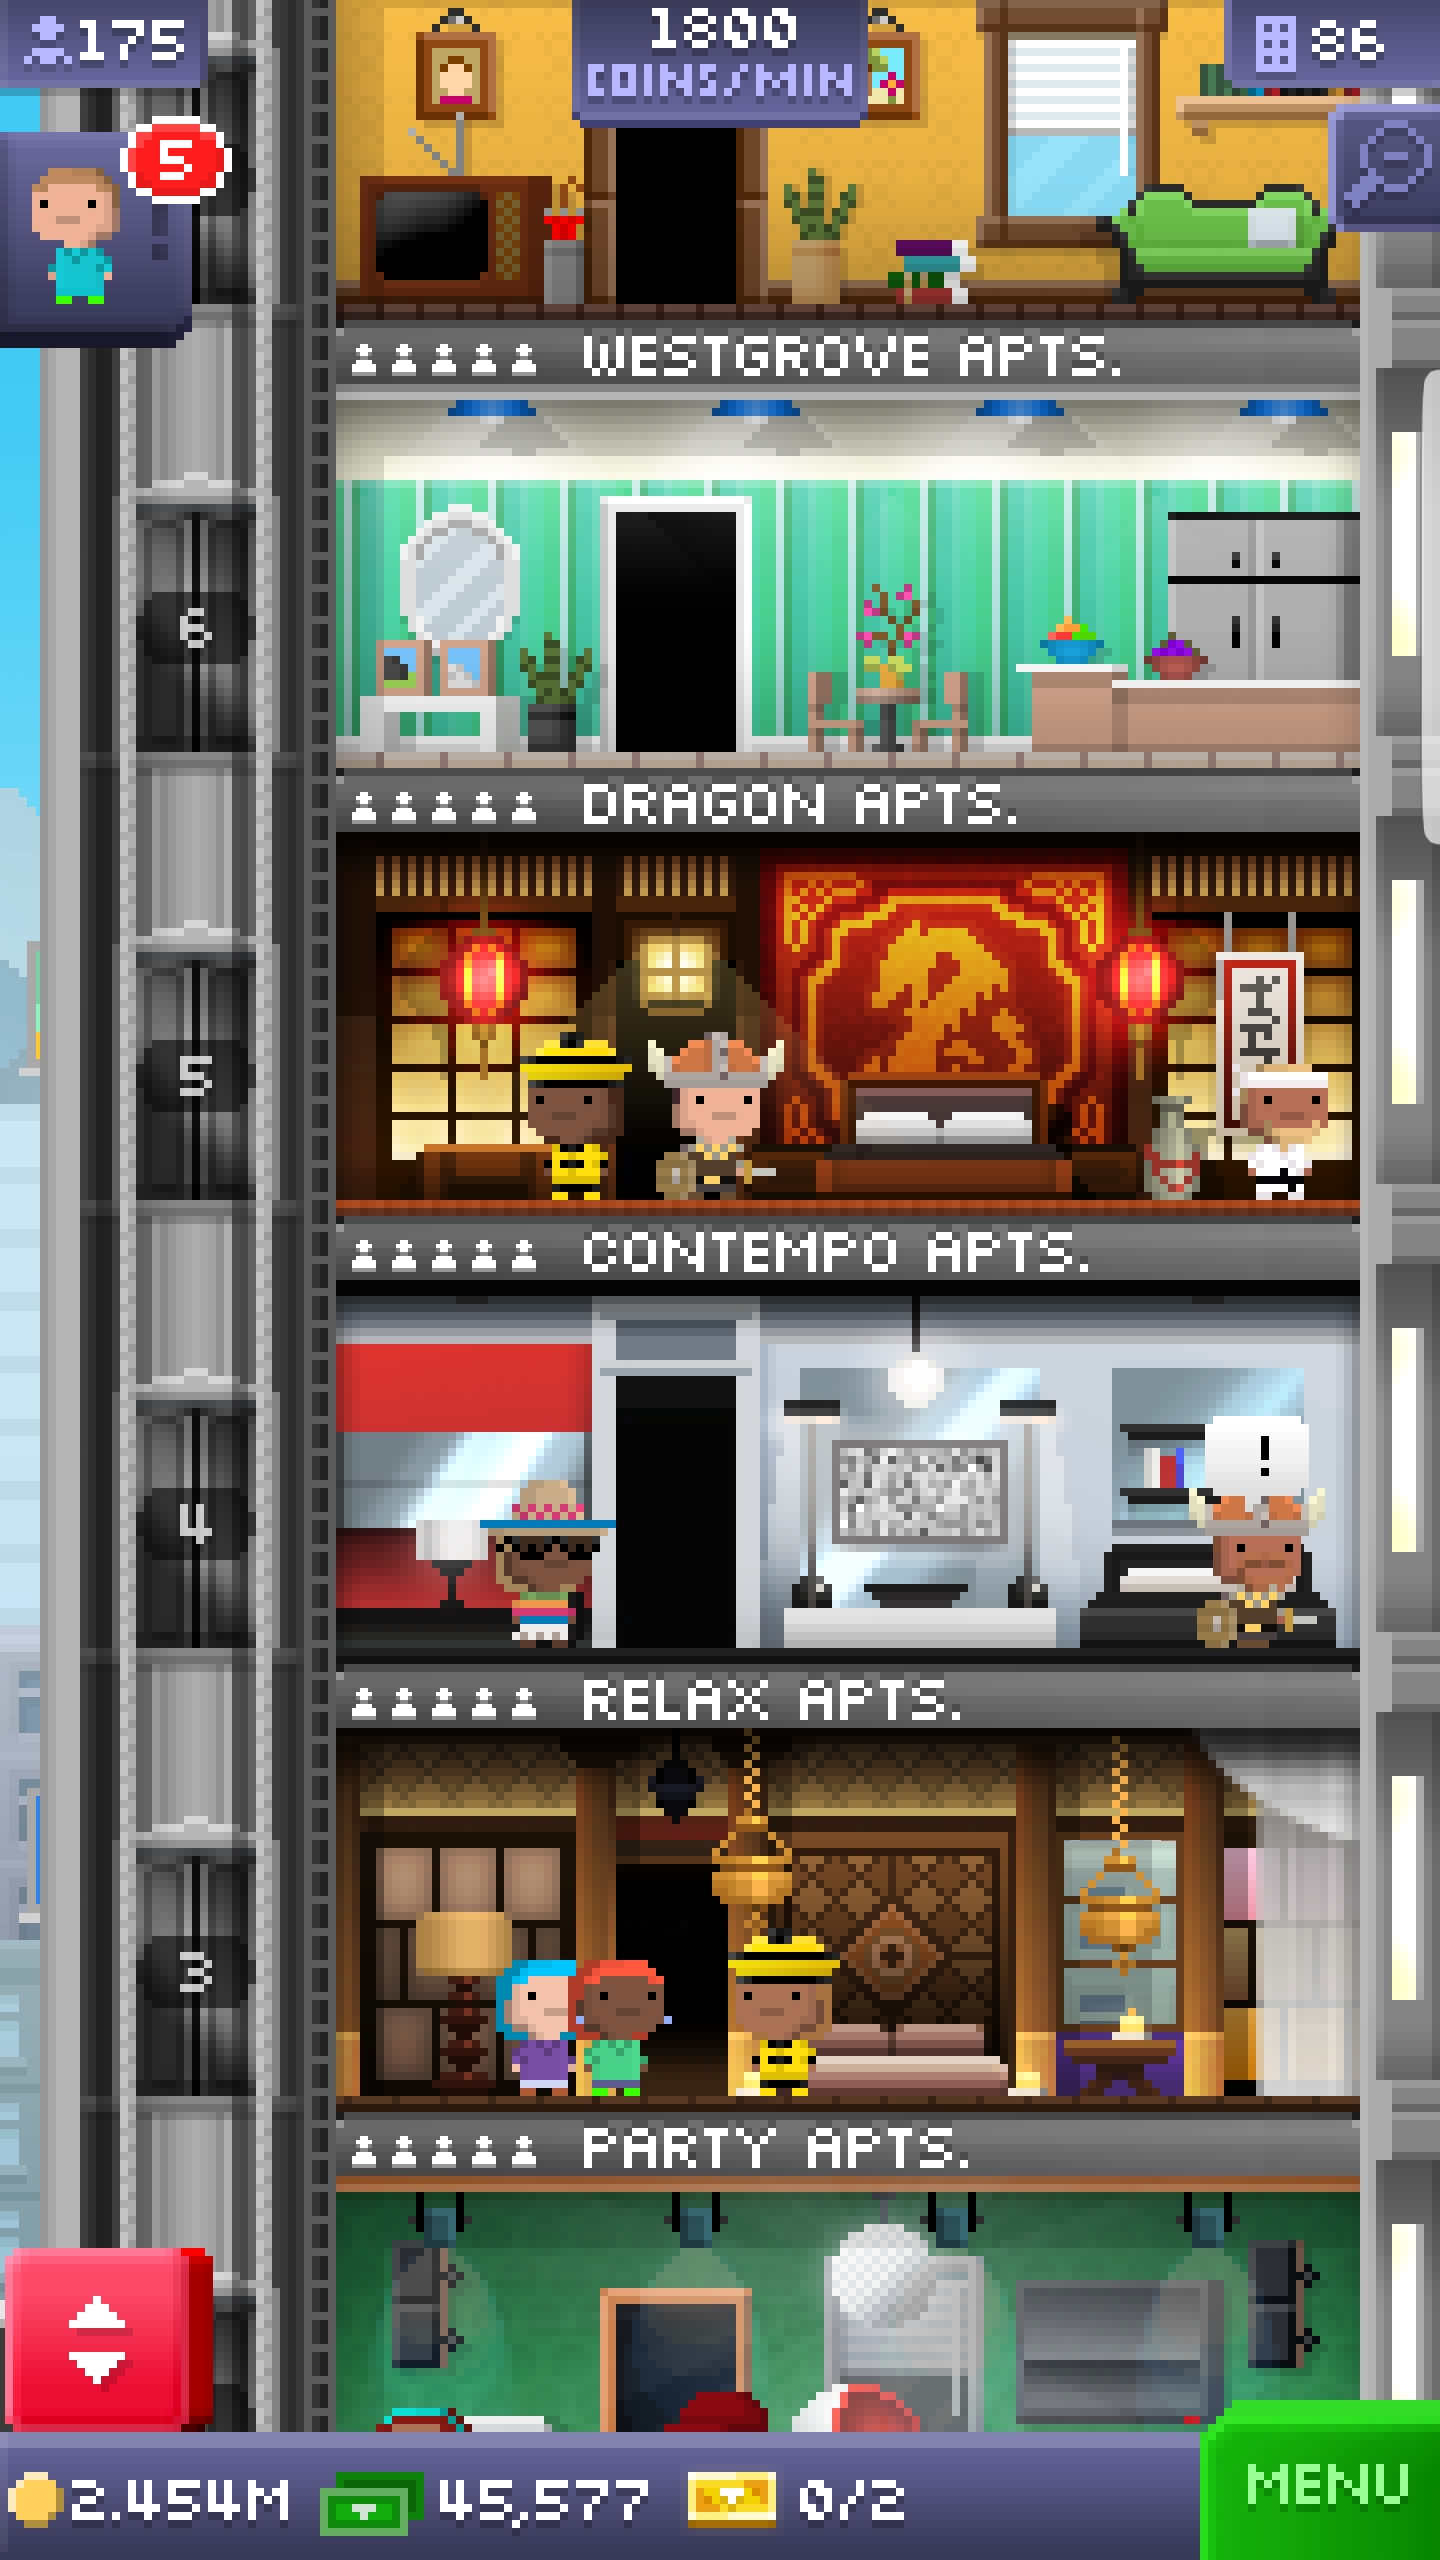 175
1800
COINS/MIN
86
5
WESTGROVE APTS.
6
DRAGON APTS.
5
CONTEMPO APTS.
!
4
RELAX APTS.
3
PARTY APTS.
2.454M
45,577
0/2
MENU